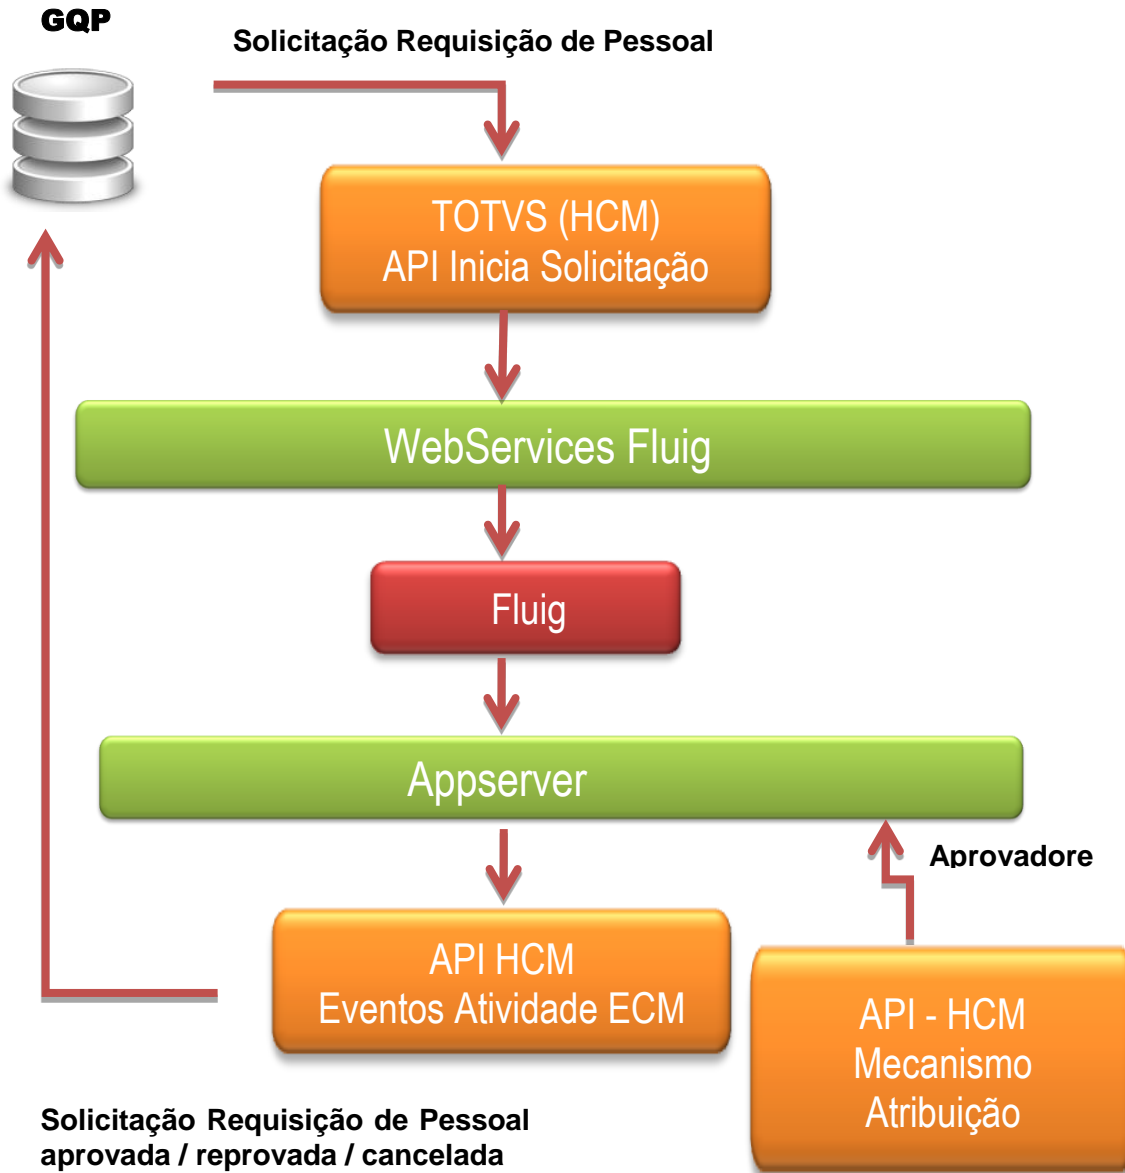 GQP
Solicitação Requisição de Pessoal
TOTVS (HCM)
API Inicia Solicitação
WebServices Fluig
Fluig
Appserver
Aprovadore
API HCM
Eventos Atividade ECM
API - HCM
Mecanismo
Atribuição
Solicitação Requisição de Pessoal
aprovada / reprovada / cancelada